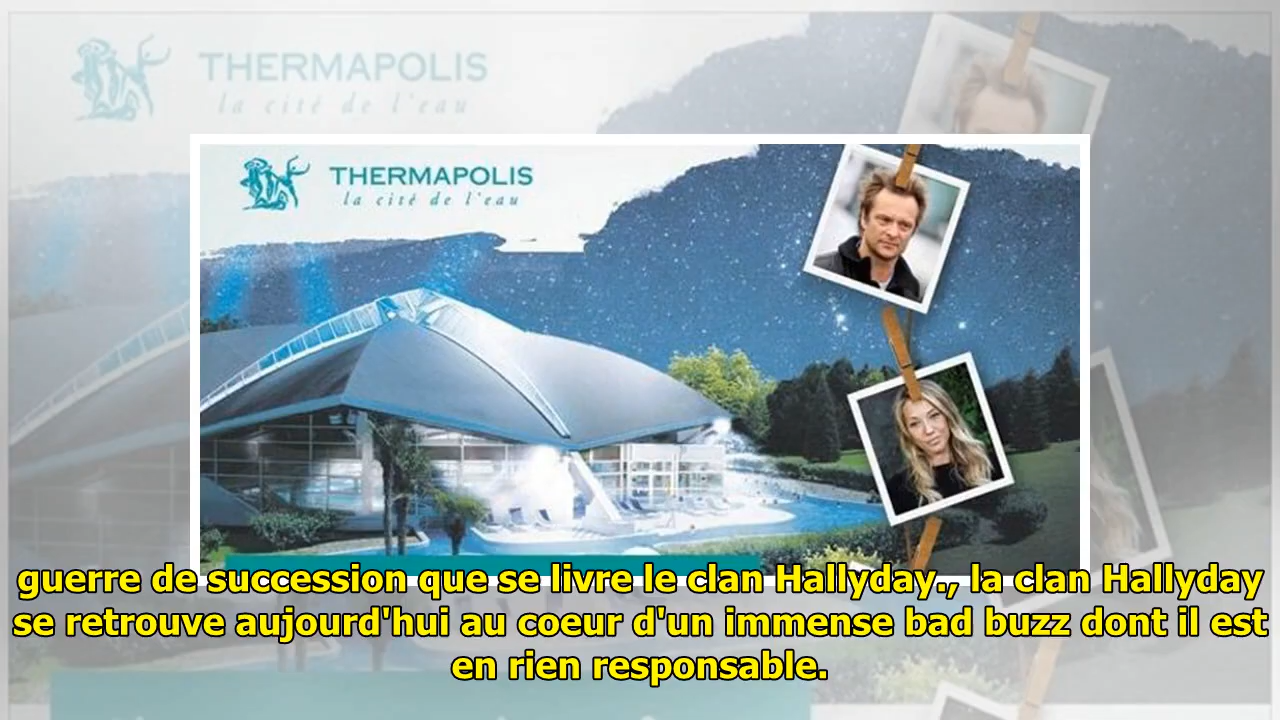 THERMAPOLIS
la cité de l'eau
THERMAPOLIS
la cité de l'eau
guerre de succession que se livre le clan Hallyday., la clan Hallyday
se retrouve aujourd'hui au coeur d'un immense bad buzz dont il est
en rien responsable.